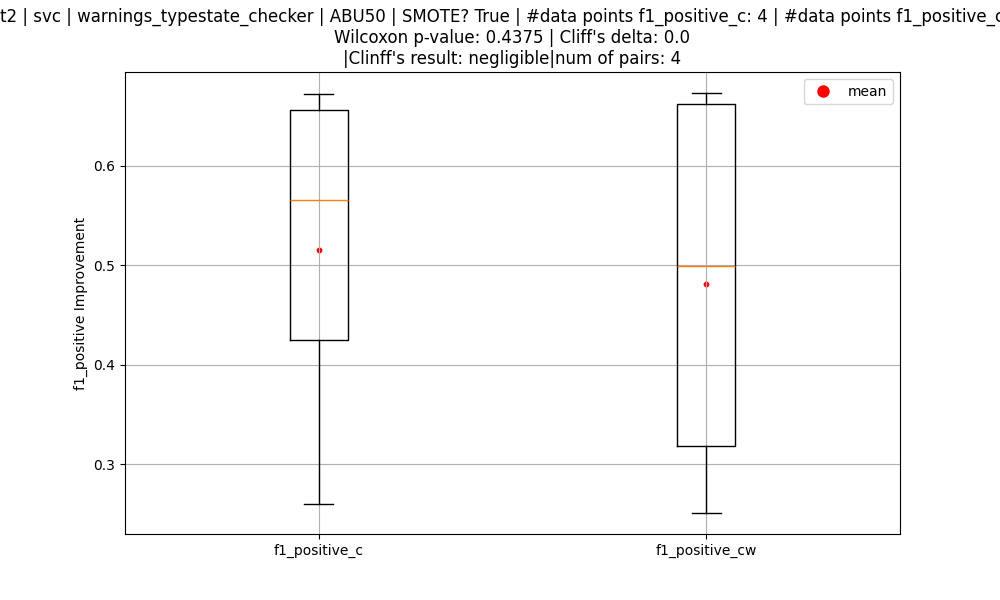 t2 | svc | warnings_typestate_checker | ABU50 | SMOTE? True | #data points f1_positive_c: 4 | #data points f1_positive_c
Wilcoxon p-value: 0.4375 | Cliff's delta: 0.0
|Clinff's result: negligible|num of pairs: 4
mean
0.6
0.5
0.4
0.3
f1_positive Improvement
f1_positive_c
f1_positive_cw